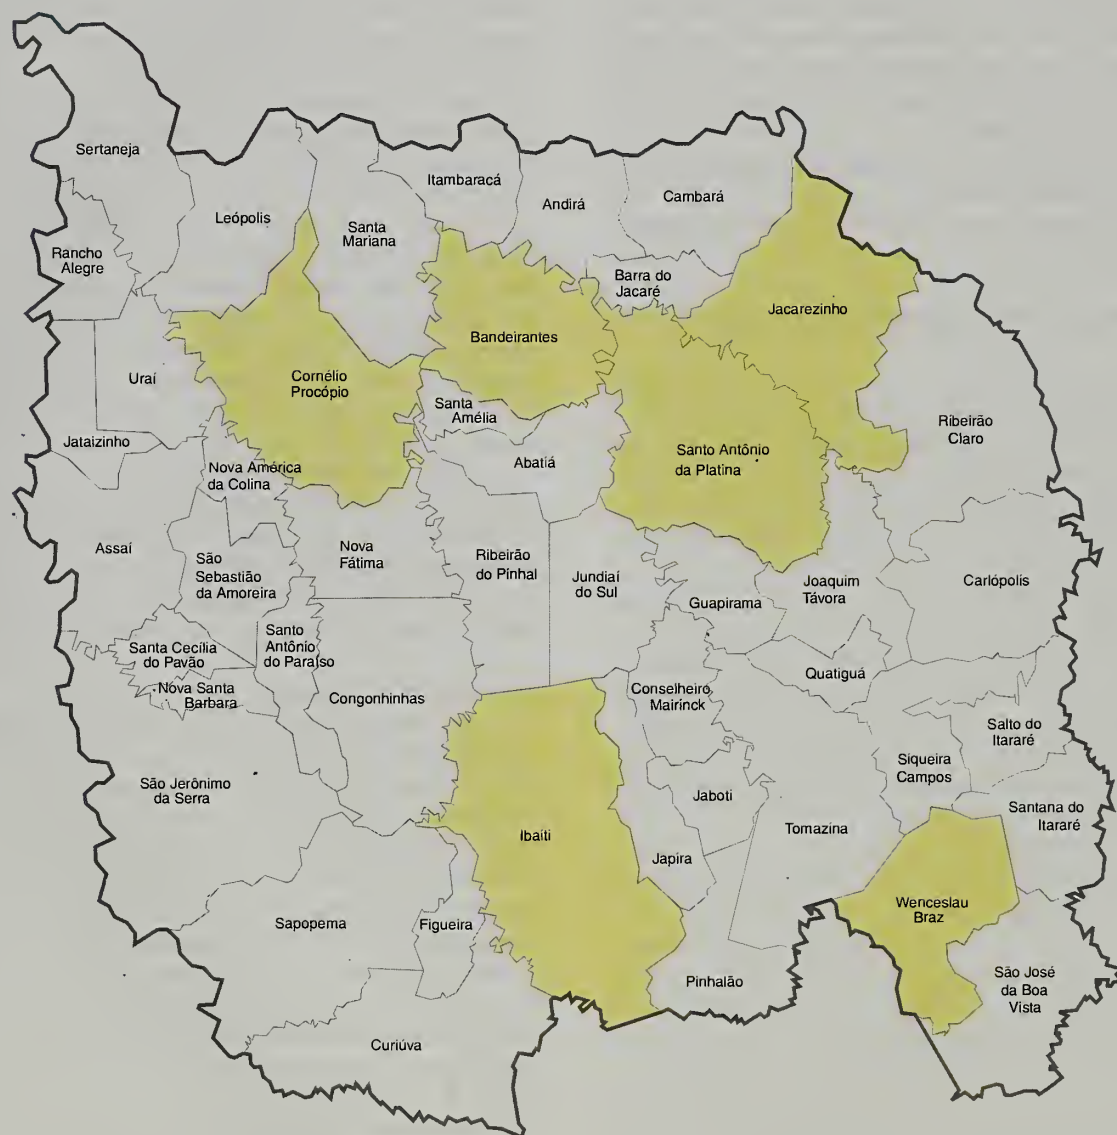 Sertaneja
Leópolis
Santa
Mariana
Itambaracá
Andirá
Cambará
Rancho
Alegre
Barra do
Jacaré
Jacarezinho
Bandeirantes
Uraí
Cornélio
Procópio
Santa
Amélia
Jataizinho
Nova América
da Colina
Abatiá
Santo Antônio
da Platina
Ribeirão
Claro
Assaí
São
Sebastião
da Amoreira
Nova
Fátima
Ribeirão
do Pinhal
Jundiaí
do Sul
Guapirama
Joaquim
Távora
Carlópolis
Santa Cecília
do Pavão
Santo
Antônio
do Paraíso
Nova Santa
Barbara
Congonhinhas
Conselheiro
Mairinck
Quatiguá
Salto do
Itararé
Siqueira
Campos
São Jerônimo
da Serra
Jaboti
Santana do
Itararé
Ibaiti
Japira
Tomazina
Wenceslau
Braz
Sapopema
Figueira
Pinhalão
São José
da Boa
Vista
Curiúva